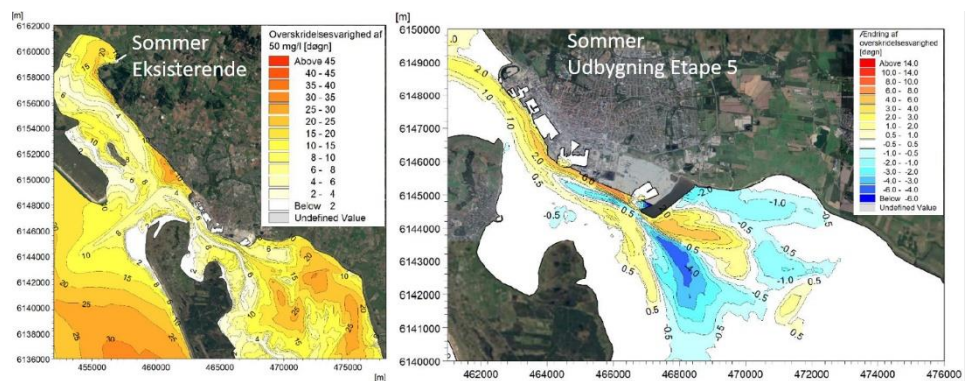 [m]
6162000
6160000
6158000
6156000
6154000
6152000
6150000
6148000
6146000
6144000
6142000
6140000
6138000
6136000
Sommer
Eksisterende
Overskridelsesvarighed af
50 mg/l [døgn]
Above 45
40 - 45
35 - 40
30 - 35
25 - 30
20 - 25
15 - 20
10 - 15
8 - 10
6 - 8
4 - 6
2 - 4
Below 2
Undefined Value
455000
460000
465000
470000
475000
[m]
[m]
6150000
6149000
6148000
6147000
6146000
6145000
6144000
6143000
6142000
6141000
6140000
Sommer
Udbygning Etape 5
Ændring af
overskridelsesvarighed
[døgn]
Above 14.0
10.0 - 14.0
8.0 - 10.0
6.0 - 8.0
4.0 - 6.0
3.0 - 4.0
2.0 - 3.0
1.0 - 2.0
0.5 - 1.0
-0.5 - 0.5
-1.0 - -0.5
-2.0 - -1.0
-3.0 - -2.0
-4.0 - -3.0
-6.0 - -4.0
Below -6.0
Undefined Value
462000
464000
466000
468000
470000
472000
474000
476000